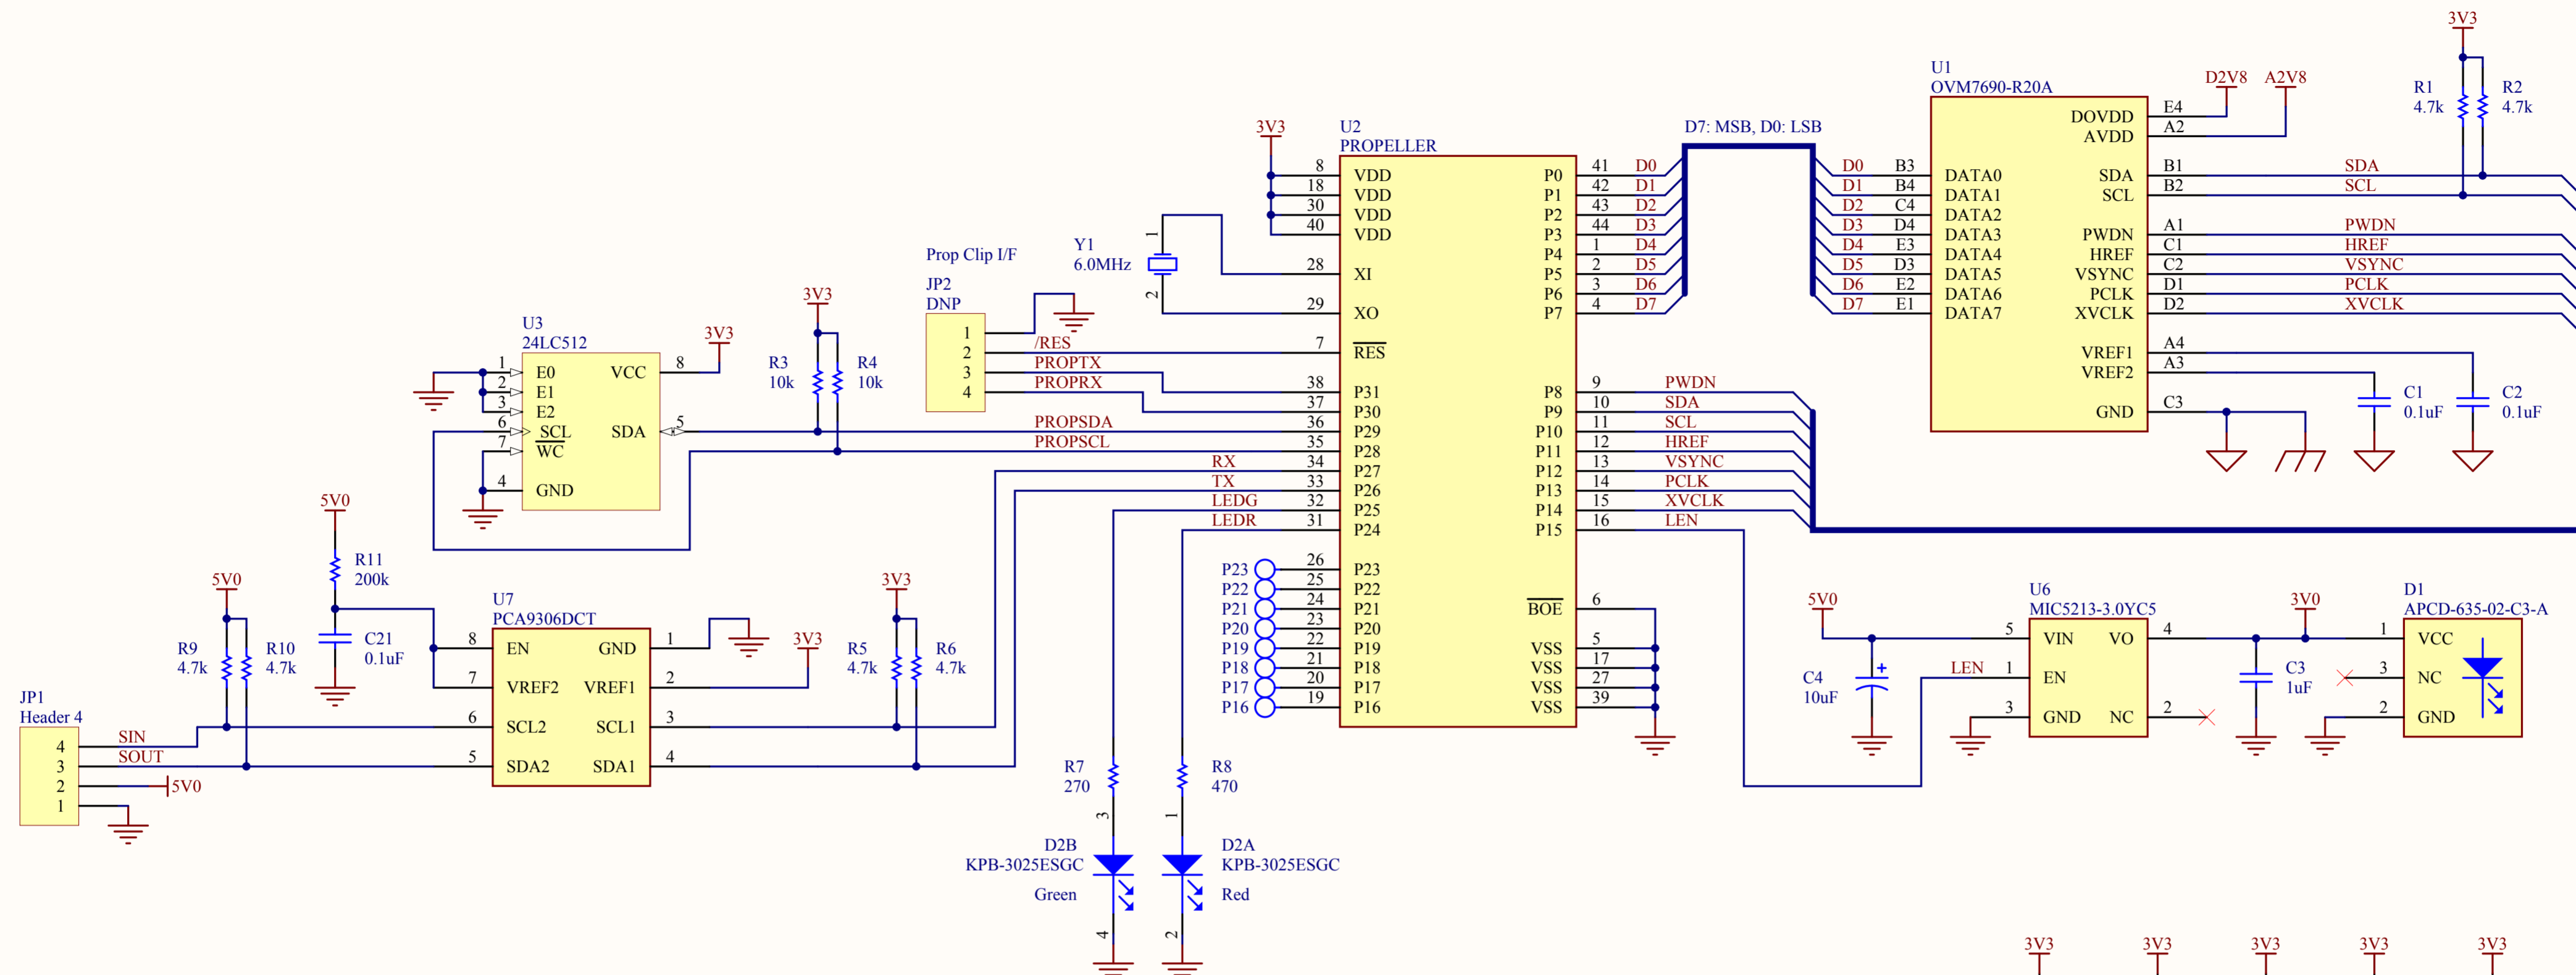 3V3
R1
4.7k
R2
4.7k
U1
OVM7690-R20A
D2V8
A2V8
DOVDD
E4
AVDD
A2
B3
DATA0
SDA
B1
SDA
B4
DATA1
SCL
B2
SCL
C4
DATA2
D4
DATA3
PWDN
A1
PWDN
E3
DATA4
HREF
C1
HREF
D3
DATA5
VSYNC
C2
VSYNC
E2
DATA6
PCLK
D1
PCLK
E1
DATA7
XVCLK
D2
XVCLK
VREF1
A4
VREF2
A3
GND
C3
C1
0.1uF
C2
0.1uF
D7: MSB, D0: LSB
D0
D1
D2
D3
D4
D5
D6
D7
D0
D1
D2
D3
D4
D5
D6
D7
3V3
U2
PROPELLER
8
VDD
18
VDD
30
VDD
40
VDD
28
XI
29
XO
7
RES
38
P31
37
P30
36
P29
35
P28
34
P27
33
P26
32
P25
31
P24
26
P23
25
P22
24
P21
23
P20
22
P19
21
P18
20
P17
19
P16
P0
41
P1
42
P2
43
P3
44
P4
1
P5
2
P6
3
P7
4
P8
9
PWDN
P9
10
SDA
P10
11
SCL
P11
12
HREF
P12
13
VSYNC
P13
14
PCLK
P14
15
XVCLK
P15
16
LEN
BOE
6
VSS
5
VSS
17
VSS
27
VSS
39
P23
P22
P21
P20
P19
P18
P17
P16
Y1
6.0MHz
1
2
Prop Clip I/F
JP2
DNP
1
2
3
4
/RES
PROPTX
PROPRX
PROPSDA
PROPSCL
RX
TX
LEDG
LEDR
U3
24LC512
3V3
1
E0
VCC
8
2
E1
3
E2
6
SCL
SDA
5
7
WC
4
GND
3V3
R3
10k
R4
10k
5V0
R11
200k
C21
0.1uF
5V0
R9
4.7k
R10
4.7k
U7
PCA9306DCT
8
EN
GND
1
7
VREF2
VREF1
2
6
SCL2
SCL1
3
5
SDA2
SDA1
4
3V3
3V3
R5
4.7k
R6
4.7k
JP1
Header 4
4
SIN
3
SOUT
2
5V0
1
R7
270
3
D2B
KPB-3025ESGC
Green
4
R8
470
1
D2A
KPB-3025ESGC
Red
2
5V0
C4
10uF
U6
MIC5213-3.0YC5
5
VIN
VO
4
LEN
1
EN
3
GND
NC
2
3V0
C3
1uF
D1
APCD-635-02-C3-A
1
VCC
3
NC
2
GND
3V3
3V3
3V3
3V3
3V3